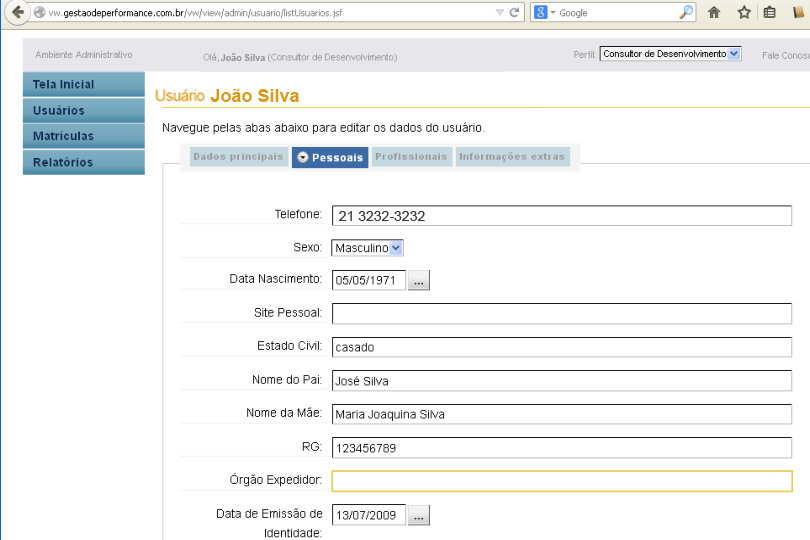 vw.gestaodeperformance.com.br/vw/view/admin/usuario/listUsuarios.jsf
8 - Google
Ambiente Administrativo
Olá, João Silva (Consultor de Desenvolvimento)
Perfil: Consultor de Desenvolvimento
Fale Conos
Tela Inicial
Usuários
Matrículas
Relatórios
Usuário João Silva
Navegue pelas abas abaixo para editar os dados do usuário.
Dados principais
Pessoais
Profissionais
Informações extras
Telefone: 21 3232-3232
Sexo: Masculino
Data Nascimento: 05/05/1971 ...
Site Pessoal:
Estado Civil: casado
Nome do Pai: José Silva
Nome da Mãe: Maria Joaquina Silva
RG: 123456789
Órgão Expedidor:
Data de Emissão de 13/07/2009 ...
Identidade: